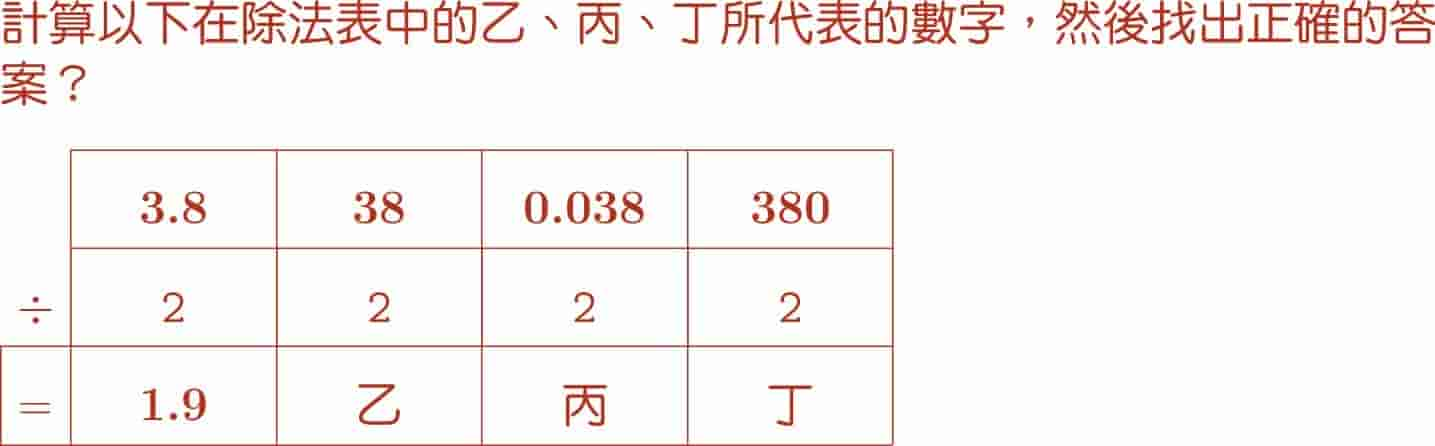 計算以下在除法表中的乙、丙、丁所代表的數字，然後找出正確的答
案？
3.8 38 0.038 380
÷ 2 2 2 2
= 1.9 乙 丙 丁